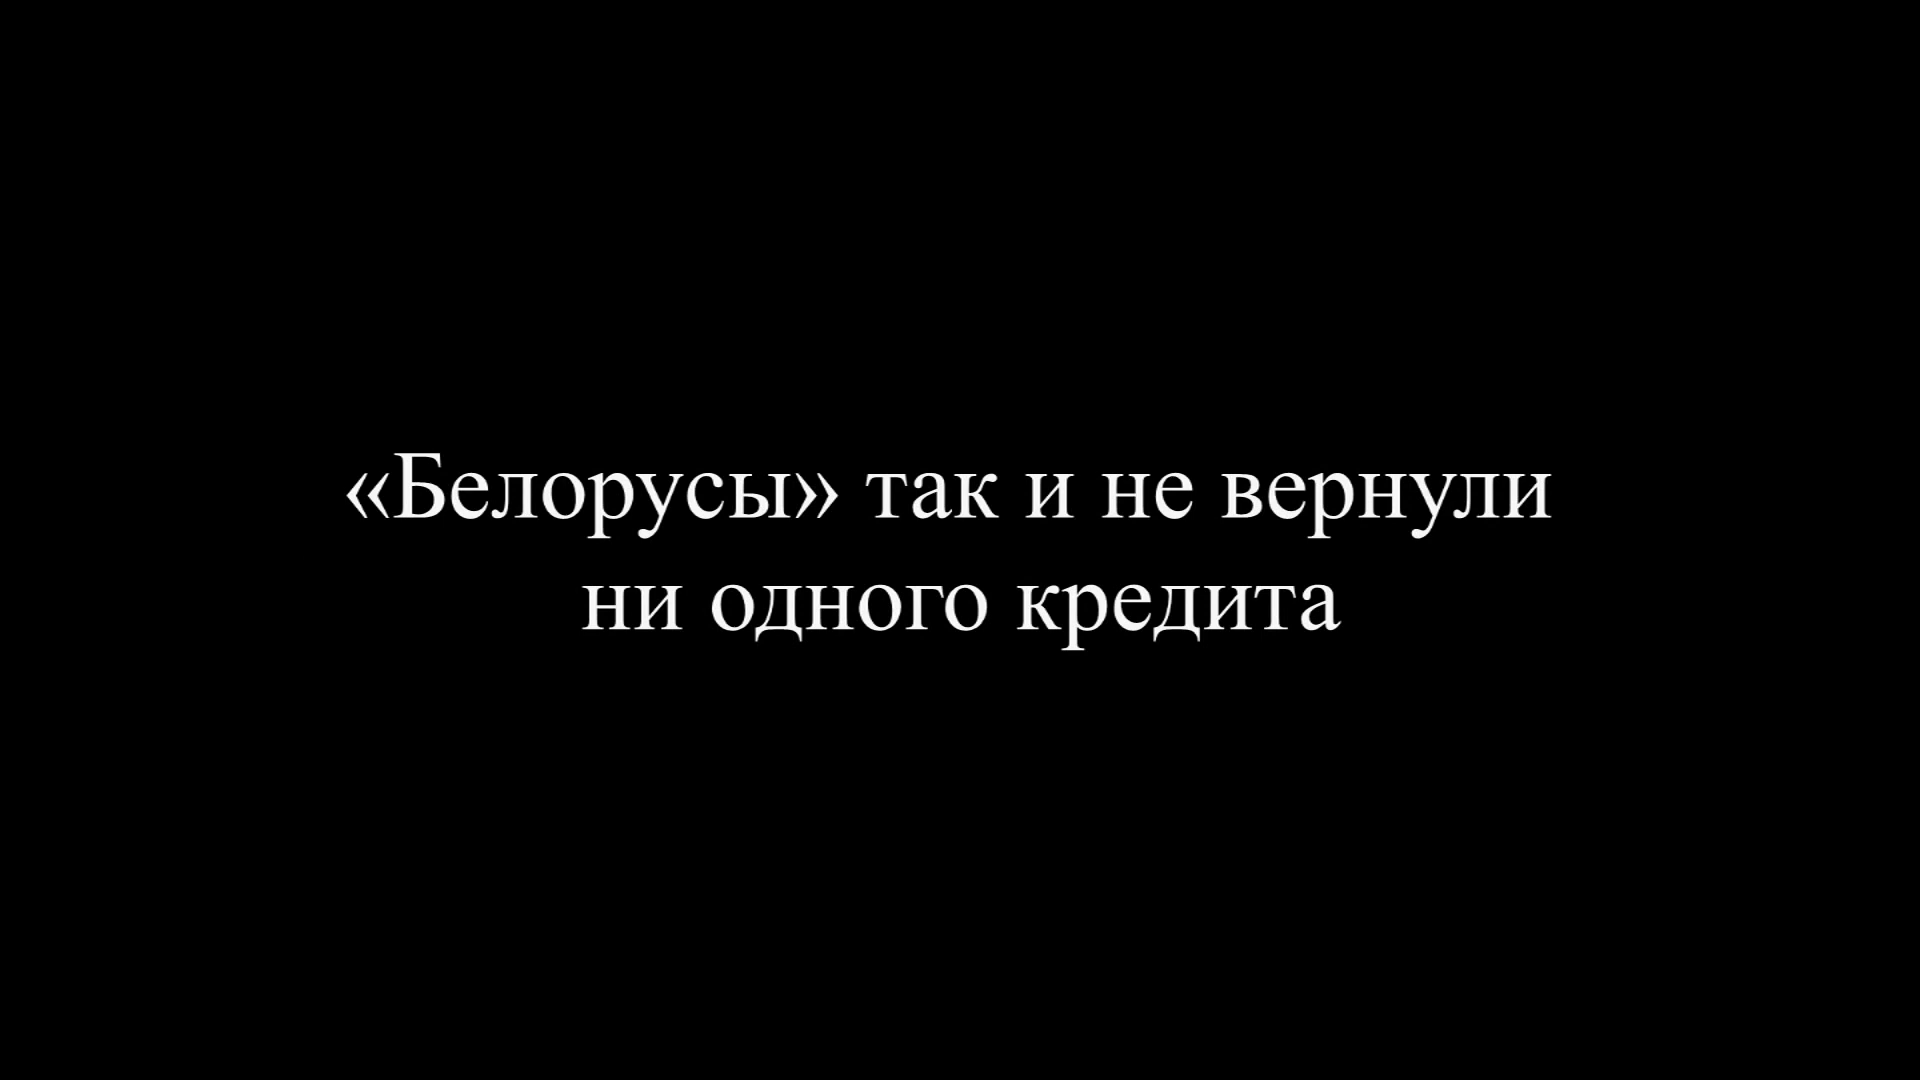 «Белорусы» так и не вернули
ни одного кредита